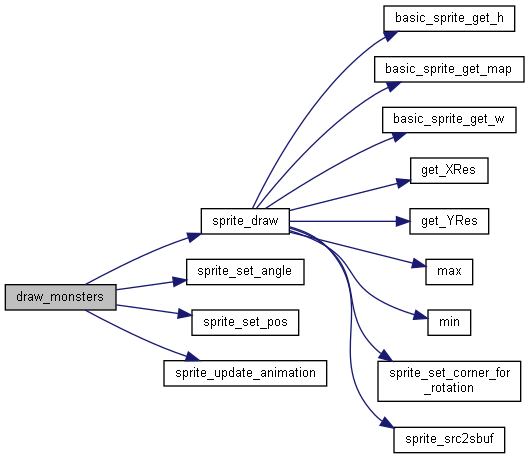 basic_sprite_get_h
basic_sprite_get_map
basic_sprite_get_w
get_XRes
sprite_draw
get_YRes
sprite_set_angle
max
draw_monsters
sprite_set_pos
min
sprite_update_animation
sprite_set_corner_for
_rotation
sprite_src2sbuf